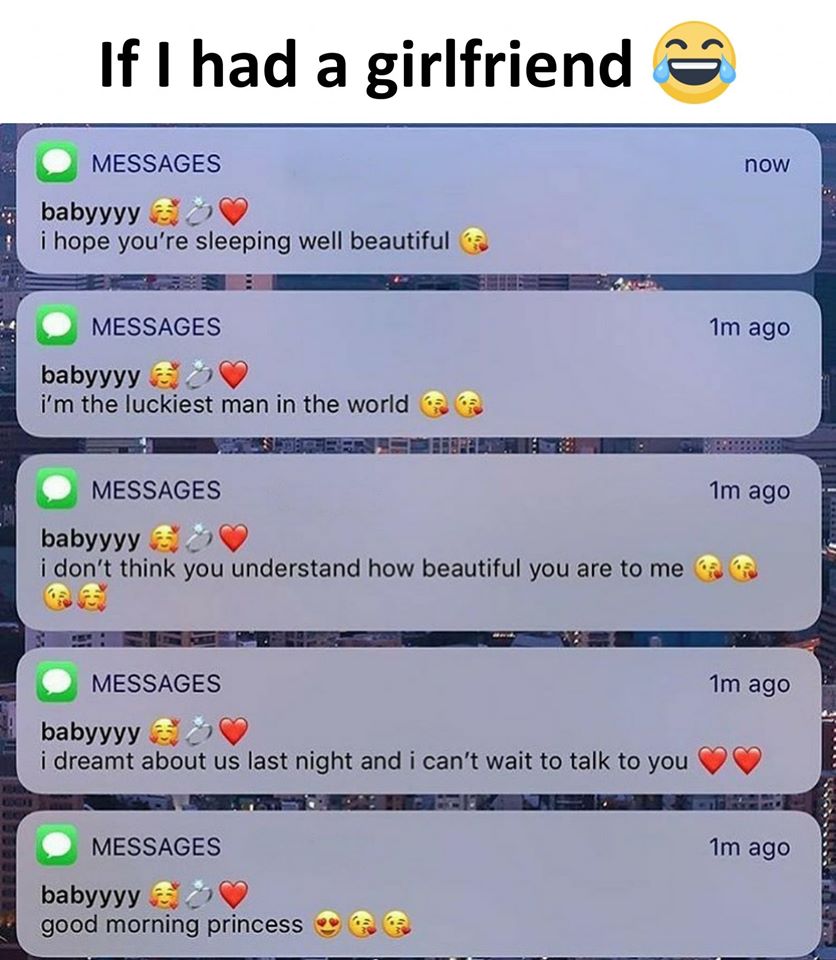 If I had a girlfriend 😂
MESSAGES now
babyyyy 🥰💍❤️
i hope you're sleeping well beautiful 😘
MESSAGES 1m ago
babyyyy 🥰💍❤️
i'm the luckiest man in the world 😘😘
MESSAGES 1m ago
babyyyy 🥰💍❤️
i don't think you understand how beautiful you are to me 😘😘
😘🥰
MESSAGES 1m ago
babyyyy 🥰💍❤️
i dreamt about us last night and i can't wait to talk to you ❤️❤️
MESSAGES 1m ago
babyyyy 🥰💍❤️
good morning princess 😍😘😘